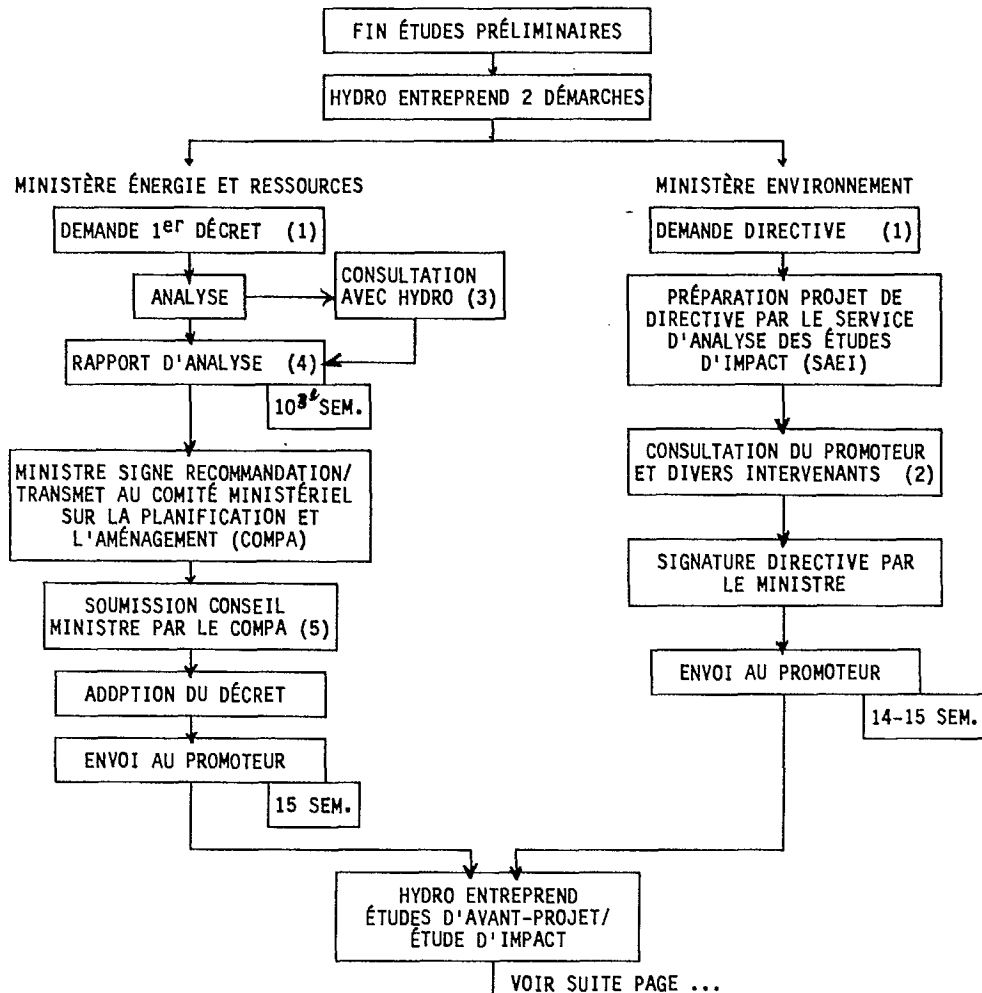 FIN ÉTUDES PRÉLIMINAIRES
HYDRO ENTREPREND 2 DÉMARCHES
MINISTÈRE ÉNERGIE ET RESSOURCES
DEMANDE 1er DÉCRET (1)
ANALYSE
CONSULTATION
AVEC HYDRO (3)
RAPPORT D'ANALYSE (4)
SEM.
MINISTRE SIGNE RECOMMANDATION/
TRANSMET AU COMITÉ MINISTÉRIEL
SUR LA PLANIFICATION ET
L'AMÉNAGEMENT (COMPA)
SOUMISSION CONSEIL
MINISTRE PAR LE COMPA (5)
ADOPTION DU DÉCRET
ENVOI AU PROMOTEUR
15 SEM.
MINISTÈRE ENVIRONNEMENT
DEMANDE DIRECTIVE (1)
PRÉPARATION PROJET DE
DIRECTIVE PAR LE SERVICE
D'ANALYSE DES ÉTUDES
D'IMPACT (SAEI)
CONSULTATION DU PROMOTEUR
ET DIVERS INTERVENANTS (2)
SIGNATURE DIRECTIVE PAR
LE MINISTRE
ENVOI AU PROMOTEUR
14-15 SEM.
HYDRO ENTREPREND
ÉTUDES D'AVANT-PROJET/
ÉTUDE D'IMPACT
VOIR SUITE PAGE ...